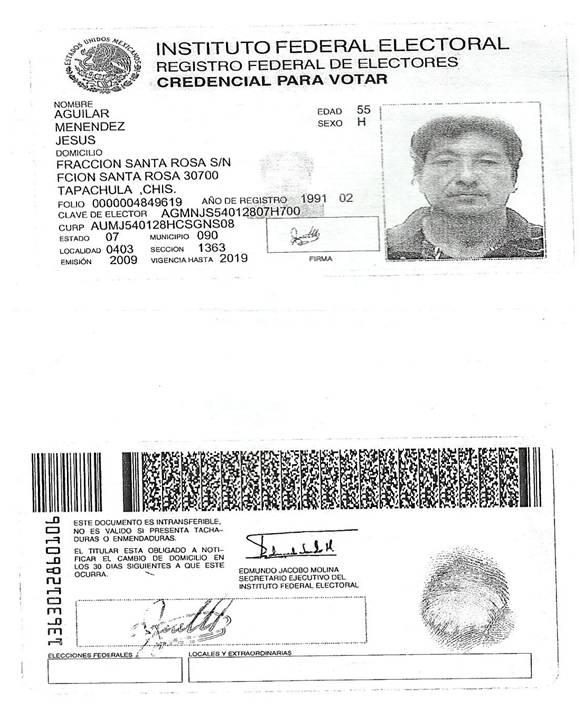 ESTADOS UNIDOS MEXICANOS
INSTITUTO FEDERAL ELECTORAL
REGISTRO FEDERAL DE ELECTORES
CREDENCIAL PARA VOTAR
NOMBRE
AGUILAR
MENENDEZ
JESUS
EDAD 55
SEXO H
DOMICILIO
FRACCION SANTA ROSA S/N
FCION SANTA ROSA 30700
TAPACHULA ,CHIS.
FOLIO 0000004849619 AÑO DE REGISTRO 1991 02
CLAVE DE ELECTOR AGMNJS54012807H700
CURP AUMJ540128HCSGNS08
ESTADO 07 MUNICIPIO 090
LOCALIDAD 0403 SECCIÓN 1363
EMISIÓN 2009 VIGENCIA HASTA 2019
FIRMA
ESTE DOCUMENTO ES INTRANSFERIBLE,
NO ES VALIDO SI PRESENTA TACHA-
DURAS O ENMENDADURAS.
EL TITULAR ESTA OBLIGADO A NOTI-
FICAR EL CAMBIO DE DOMICILIO EN
LOS 30 DIAS SIGUIENTES A QUE ESTE
OCURRA.
EDMUNDO JACOBO MOLINA
SECRETARIO EJECUTIVO DEL
INSTITUTO FEDERAL ELECTORAL
ELECCIONES FEDERALES
LOCALES Y EXTRAORDINARIAS